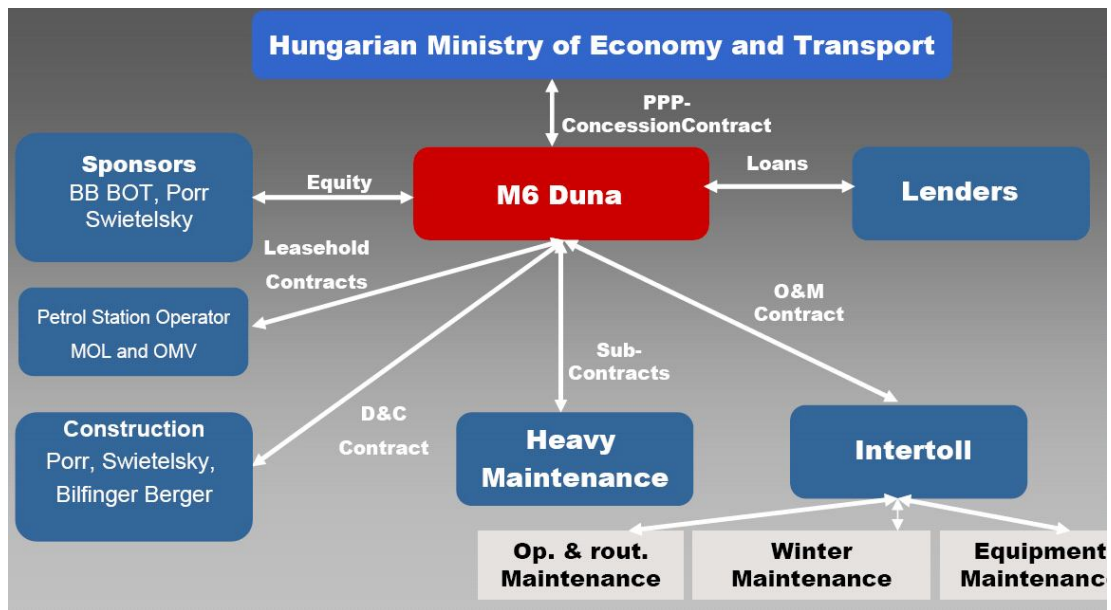 Hungarian Ministry of Economy and Transport
PPP-
ConcessionContract
Sponsors
BB BOT, Porr
Swietelsky
Equity
M6 Duna
Loans
Lenders
Leasehold
Contracts
Petrol Station Operator
MOL and OMV
O&M
Contract
Sub-
Contracts
D&C
Contract
Construction
Porr, Swietelsky,
Bilfinger Berger
Heavy
Maintenance
Intertoll
Op. & rout.
Maintenance
Winter
Maintenance
Equipment
Maintenance